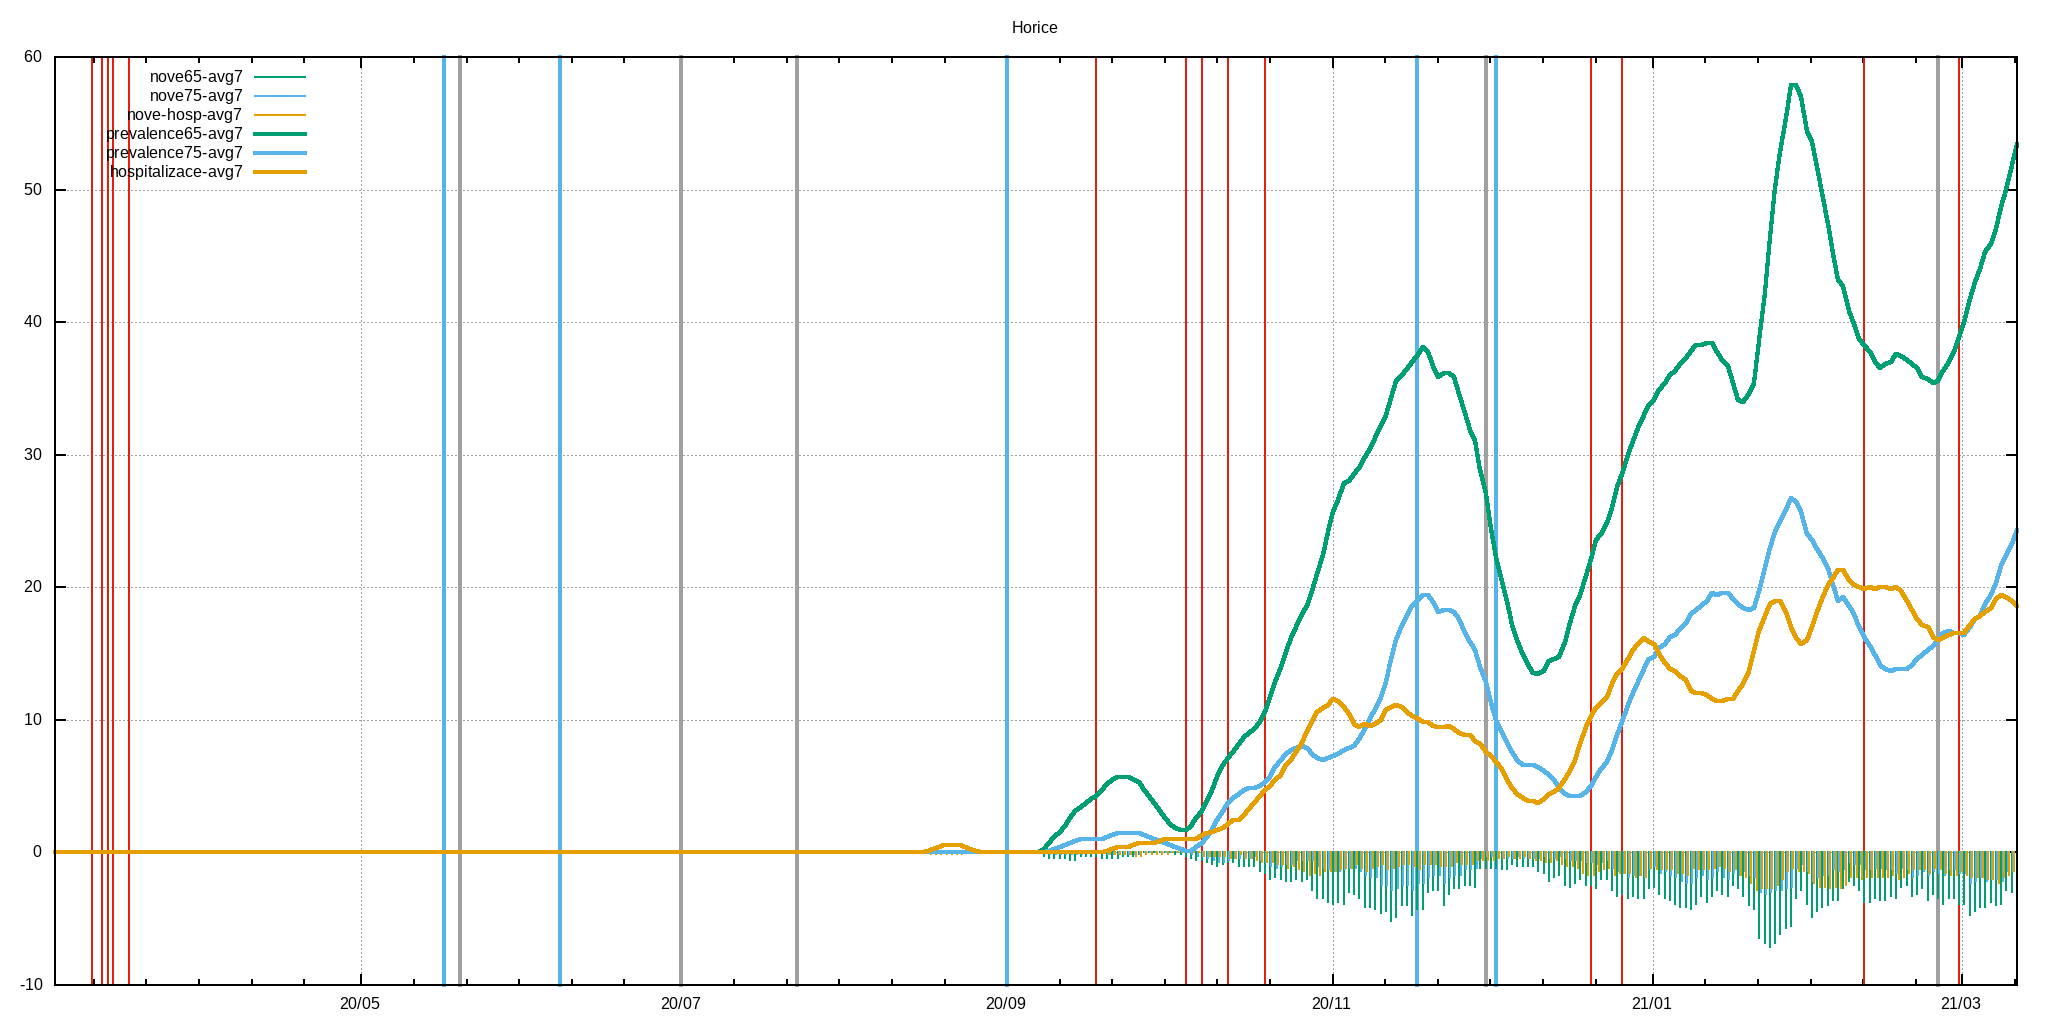 Horice
60
nove65-avg7
nove75-avg7
nove-hosp-avg7
prevalence65-avg7
prevalence75-avg7
hospitalizace-avg7
50
40
30
20
10
0
-10
20/05 20/07 20/09 20/11 21/01 21/03